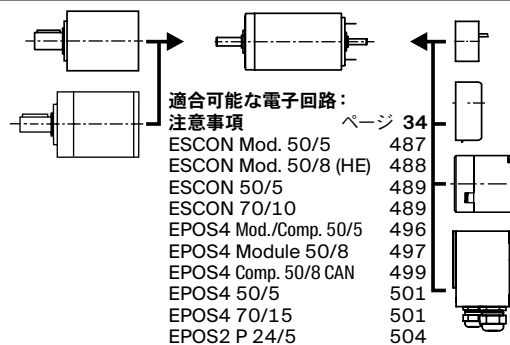 適合可能な電子回路：
注意事項 ページ 34
ESCON Mod. 50/5 487
ESCON Mod. 50/8 (HE) 488
ESCON 50/5 489
ESCON 70/10 489
EPOS4 Mod./Comp. 50/5 496
EPOS4 Module 50/8 497
EPOS4 Comp. 50/8 CAN 499
EPOS4 50/5 501
EPOS4 70/15 501
EPOS2 P 24/5 504